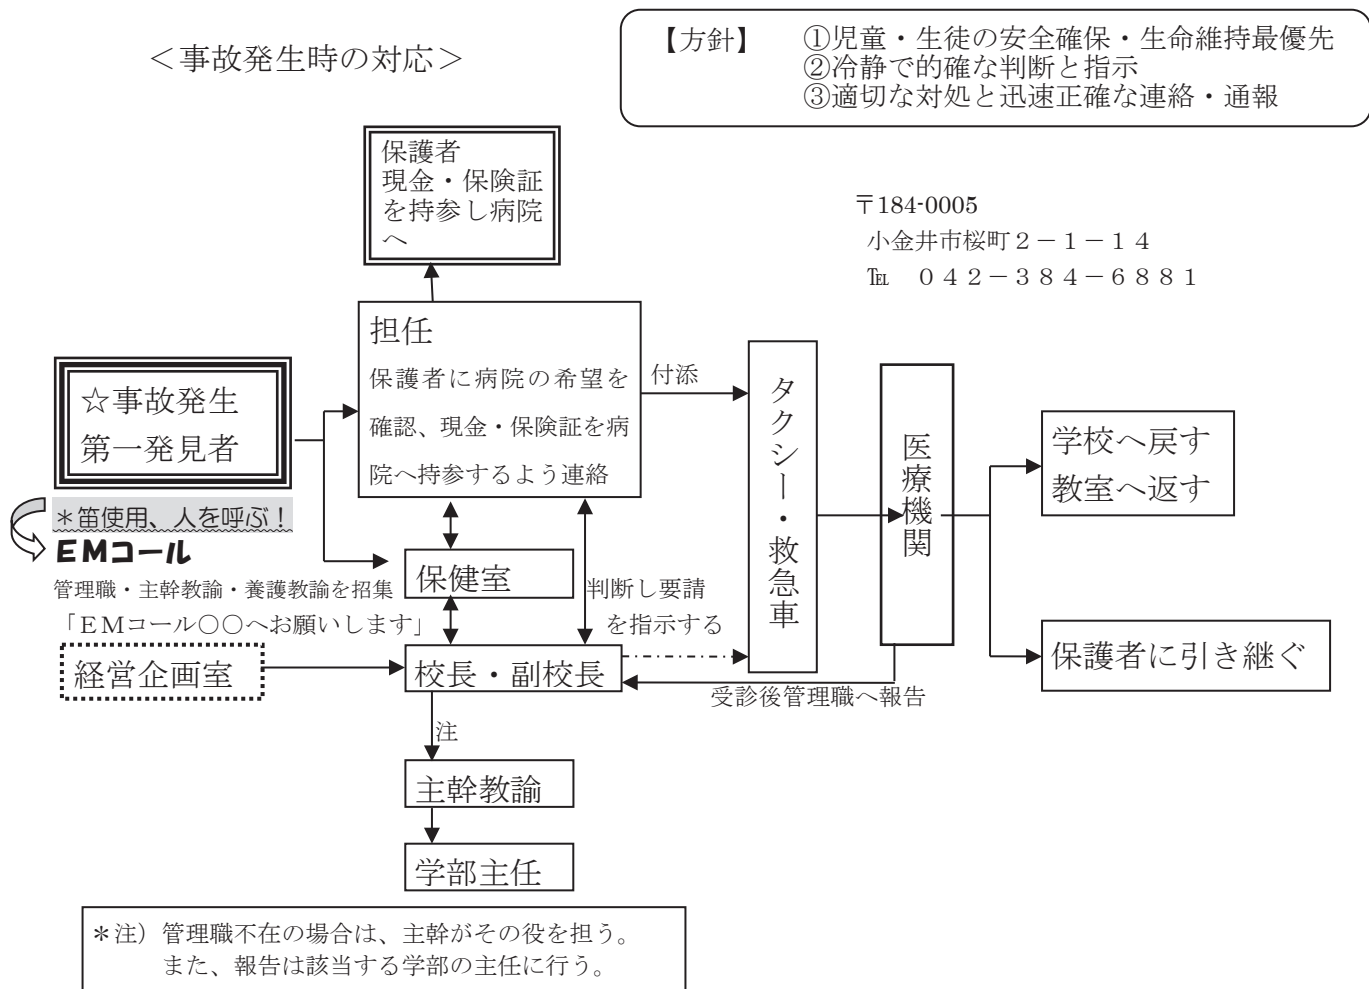 ＜事故発生時の対応＞
【方針】　①児童・生徒の安全確保・生命維持最優先
②冷静で的確な判断と指示
③適切な対処と迅速正確な連絡・通報
保護者
現金・保険証
を持参し病院
へ
〒184-0005
小金井市桜町２－１－１４
℡　０４２－３８４－６８８１
担任
保護者に病院の希望を
確認、現金・保険証を病
院へ持参するよう連絡
付添
☆事故発生
第一発見者
＊笛使用、人を呼ぶ！
EMコール
管理職・主幹教諭・養護教諭を招集
「ＥＭコール○○へお願いします」
保健室
判断し要請
を指示する
タクシー・救急車
医療機関
学校へ戻す
教室へ返す
保護者に引き継ぐ
経営企画室
校長・副校長
受診後管理職へ報告
注
主幹教諭
学部主任
＊注）管理職不在の場合は、主幹がその役を担う。
また、報告は該当する学部の主任に行う。